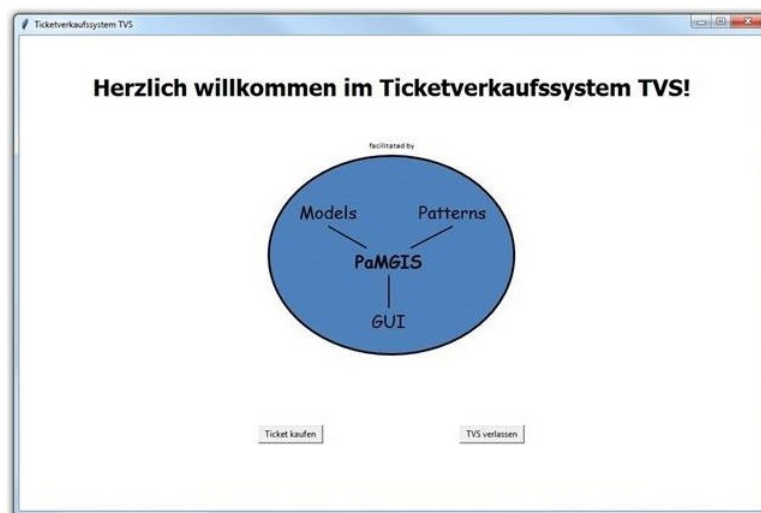 Ticketverkaufssystem TVS
Herzlich willkommen im Ticketverkaufssystem TVS!
facilitated by
Models Patterns
PaMGIS
GUI
Ticket kaufen TVS verlassen